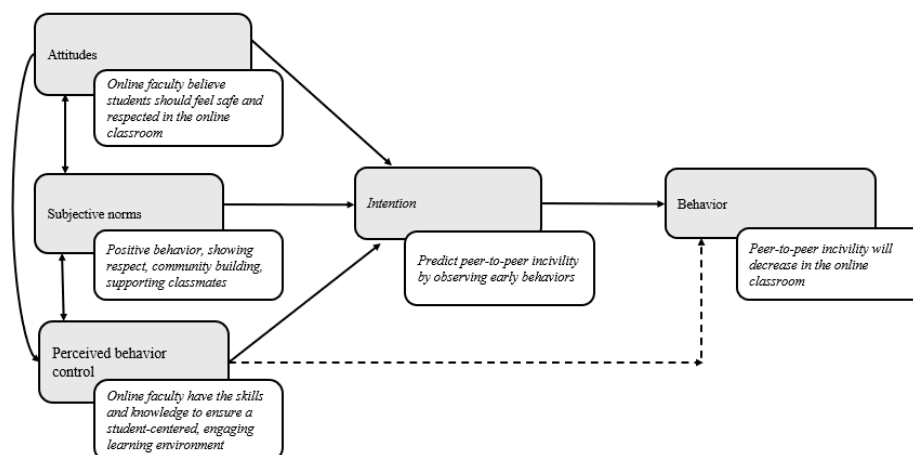 Attitudes
Online faculty believe
students should feel safe and
respected in the online
classroom
Subjective norms
Positive behavior, showing
respect, community building,
supporting classmates
Perceived behavior
control
Online faculty have the skills
and knowledge to ensure a
student-centered, engaging
learning environment
Intention
Predict peer-to-peer incivility
by observing early behaviors
Behavior
Peer-to-peer incivility will
decrease in the online
classroom